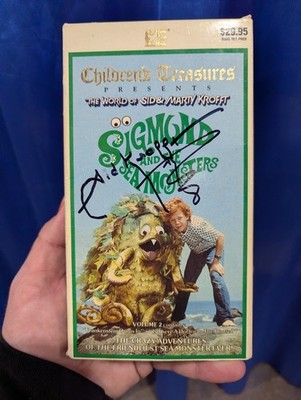 $29.95
Children's Treasures
PRESENTS
"THE WORLD OF SID & MARTY KROFFT"
SIGMUND
AND THE
SEA MONSTERS
VOLUME 2
THE CRAZY ADVENTURES
OF THE FRIENDLIEST SEA MONSTER EVER!